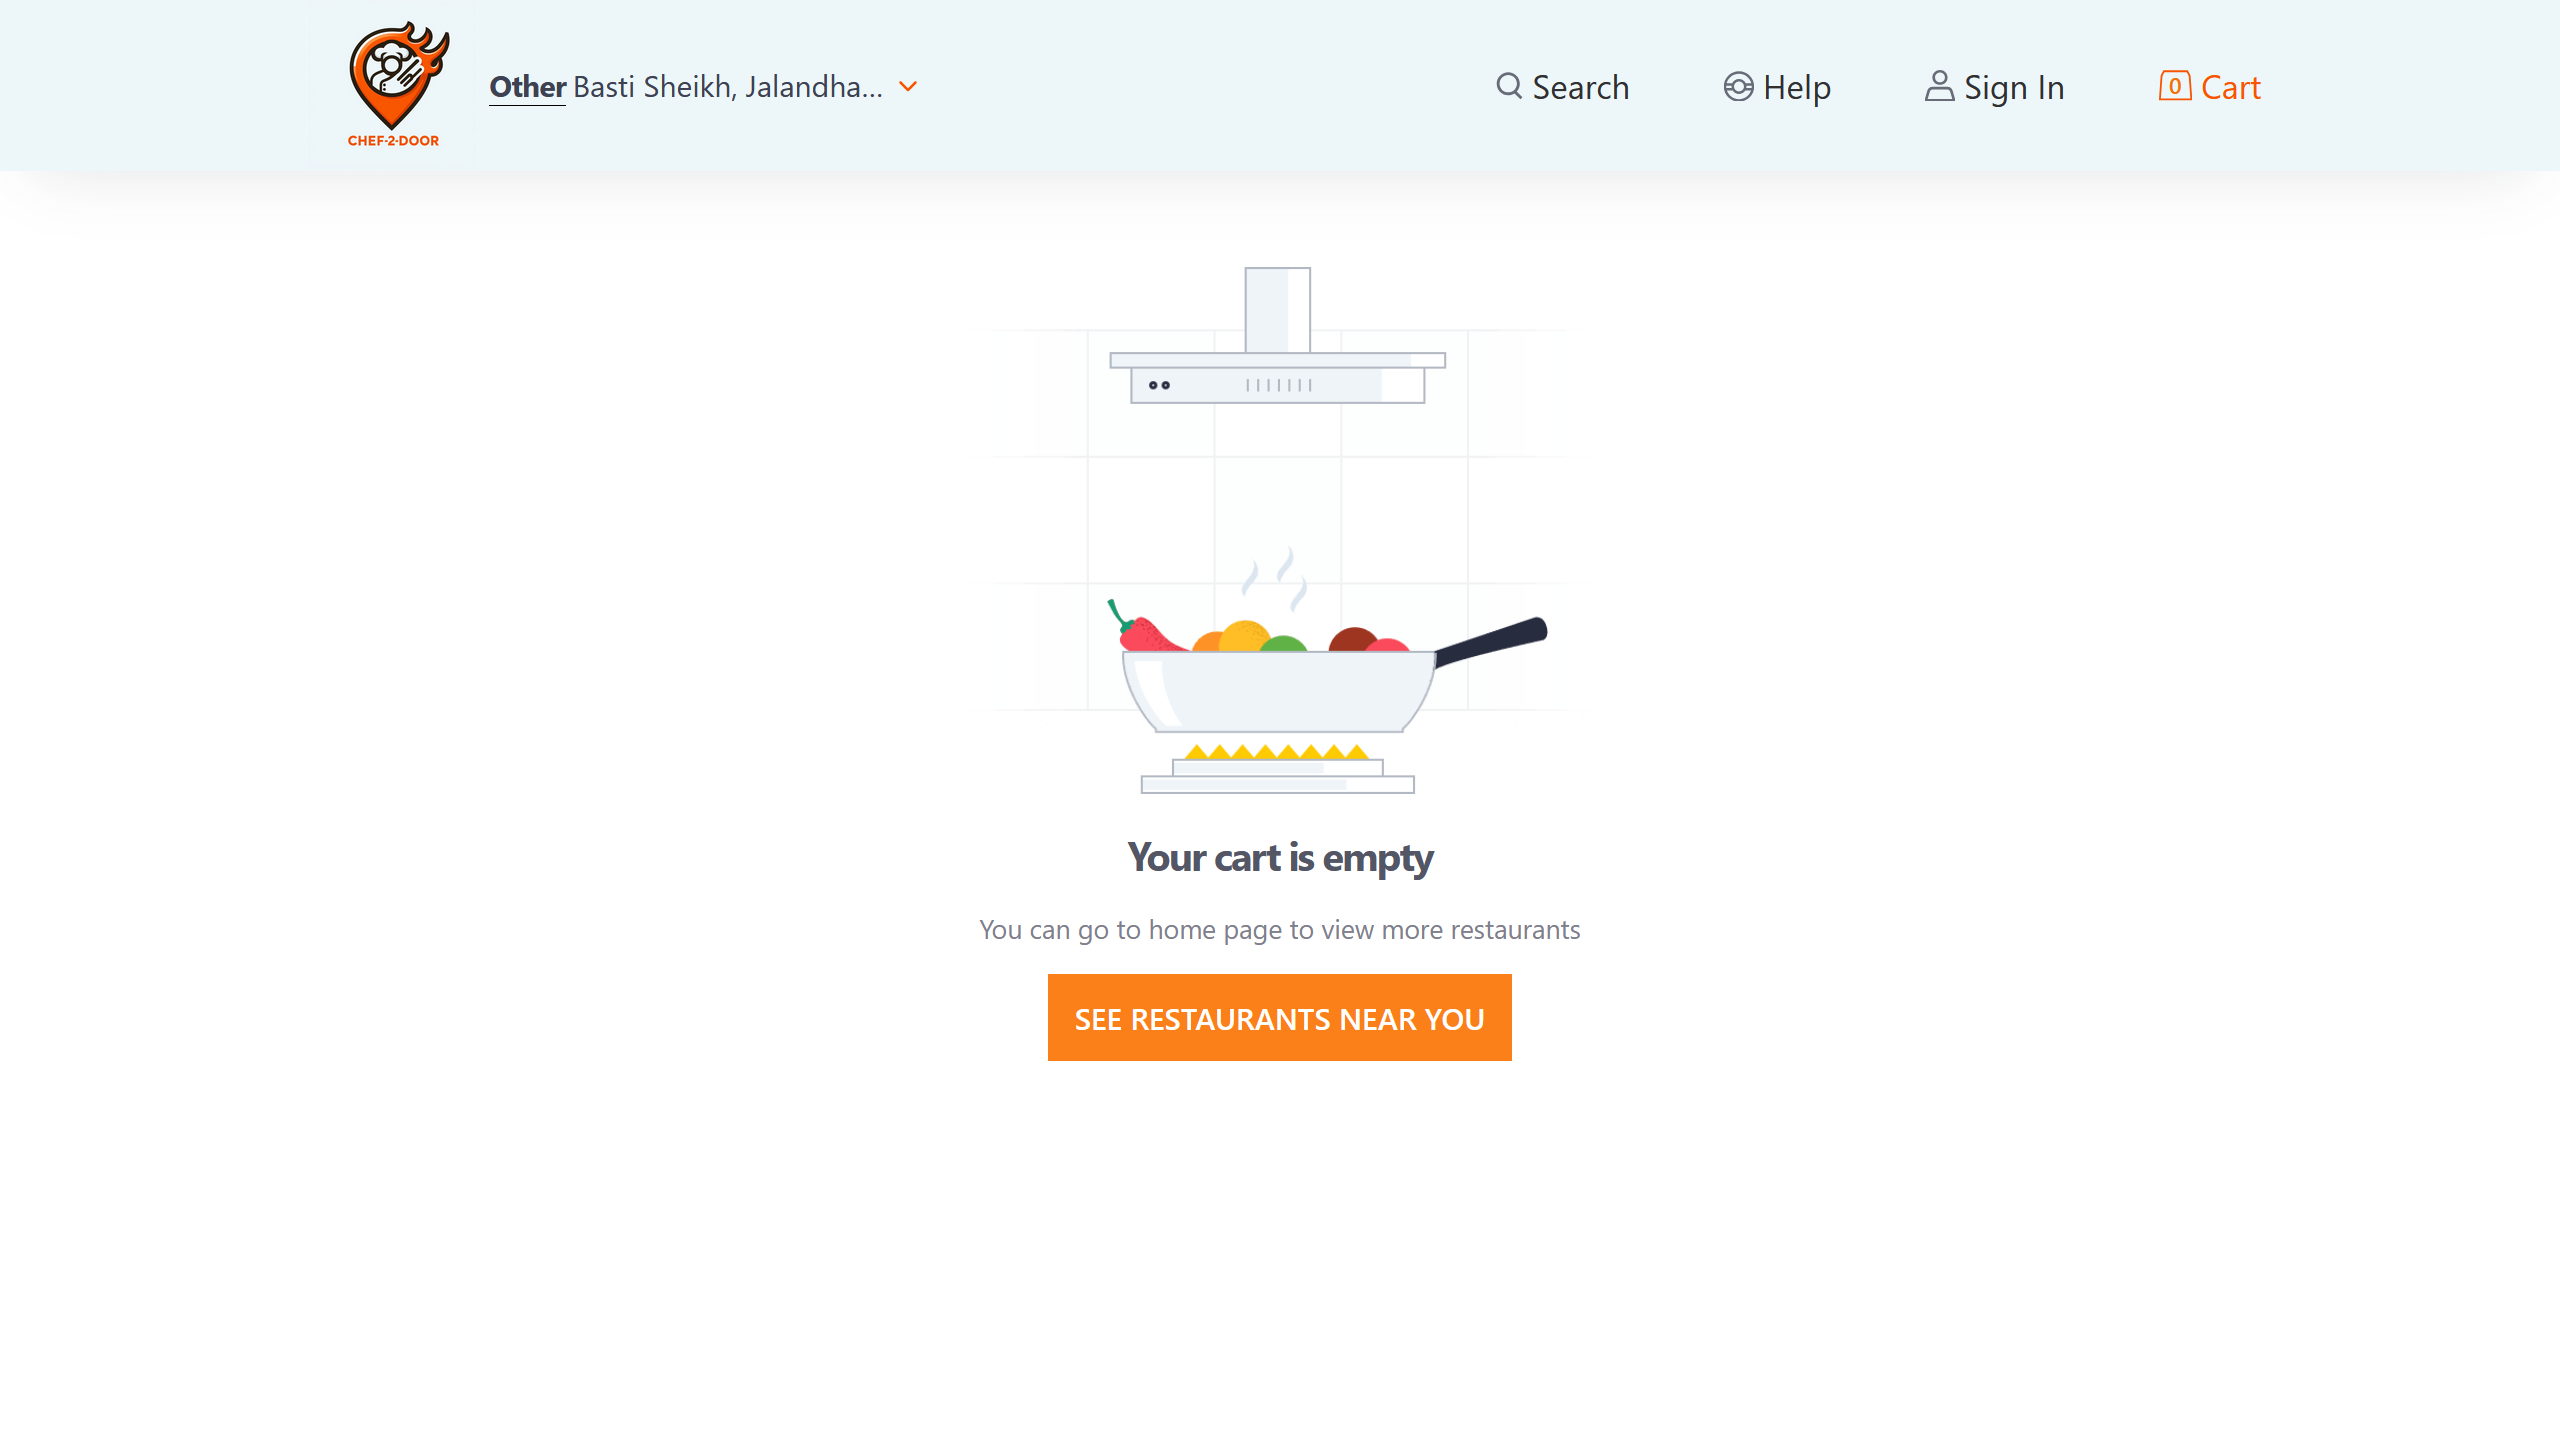 CHEF-2-DOOR
Other Basti Sheikh, Jalandha...
Search
Help
Sign In
0 Cart
Your cart is empty
You can go to home page to view more restaurants
SEE RESTAURANTS NEAR YOU